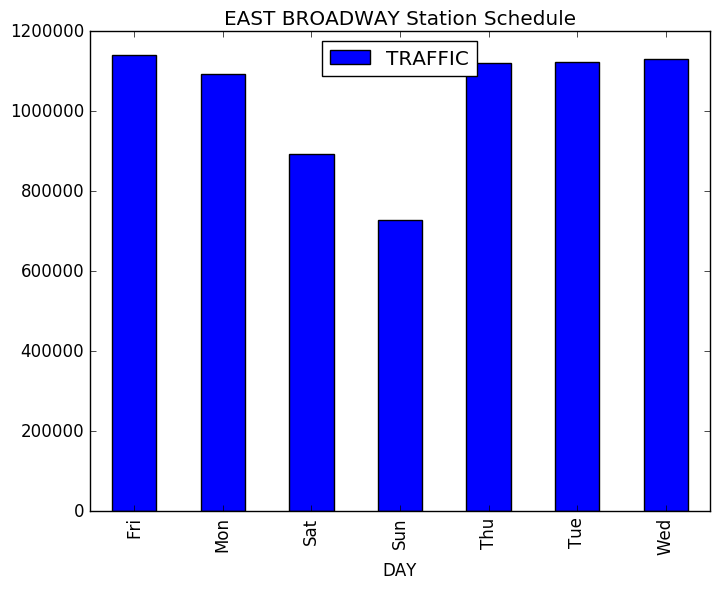 EAST BROADWAY Station Schedule
1200000
1000000
800000
600000
400000
200000
0
TRAFFIC
Fri
Mon
Sat
Sun
Thu
Tue
Wed
DAY